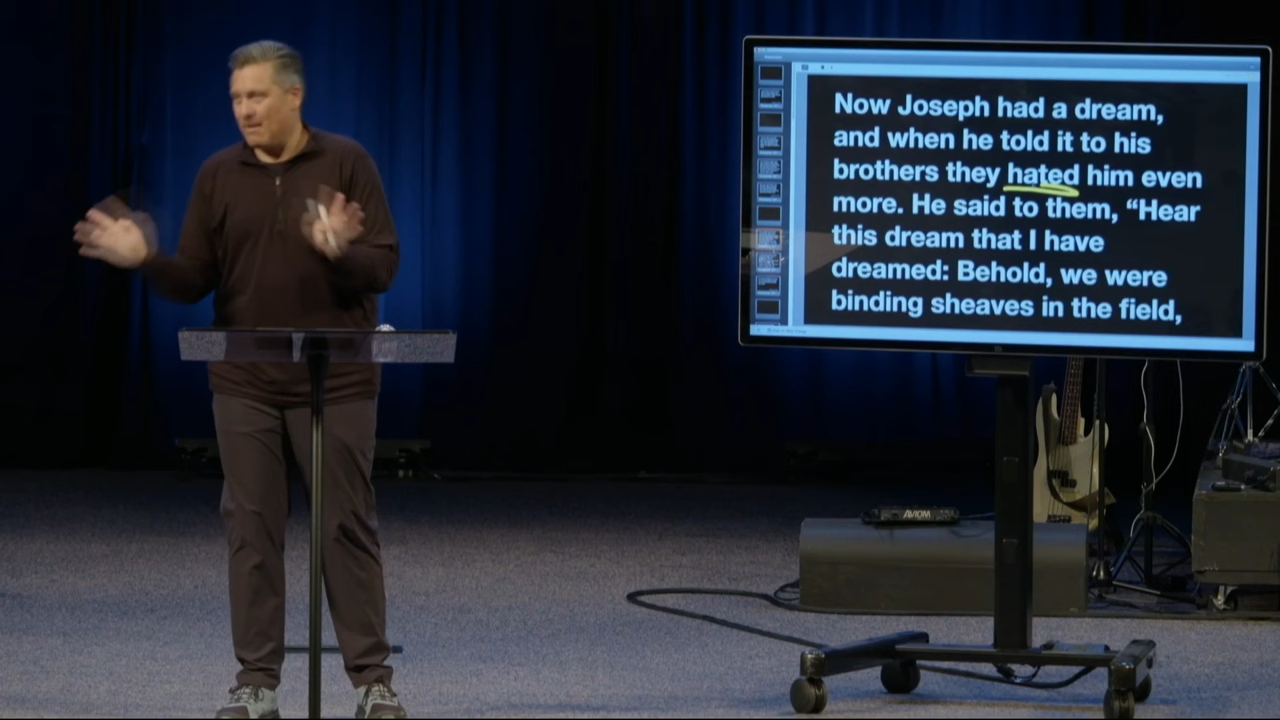 Now Joseph had a dream,
and when he told it to his
brothers they hated him even
more. He said to them, “Hear
this dream that I have
dreamed: Behold, we were
binding sheaves in the field,
AVIOM